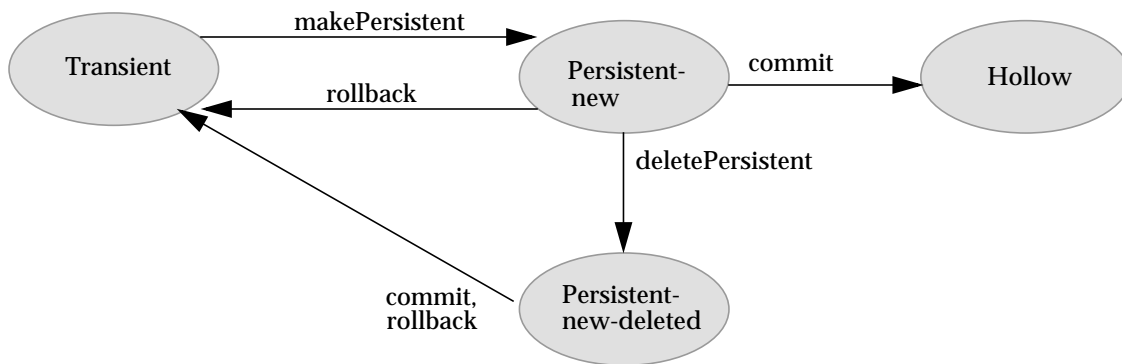 makePersistent
Transient
Persistent-
new
commit
Hollow
rollback
deletePersistent
Persistent-
new-deleted
commit,
rollback